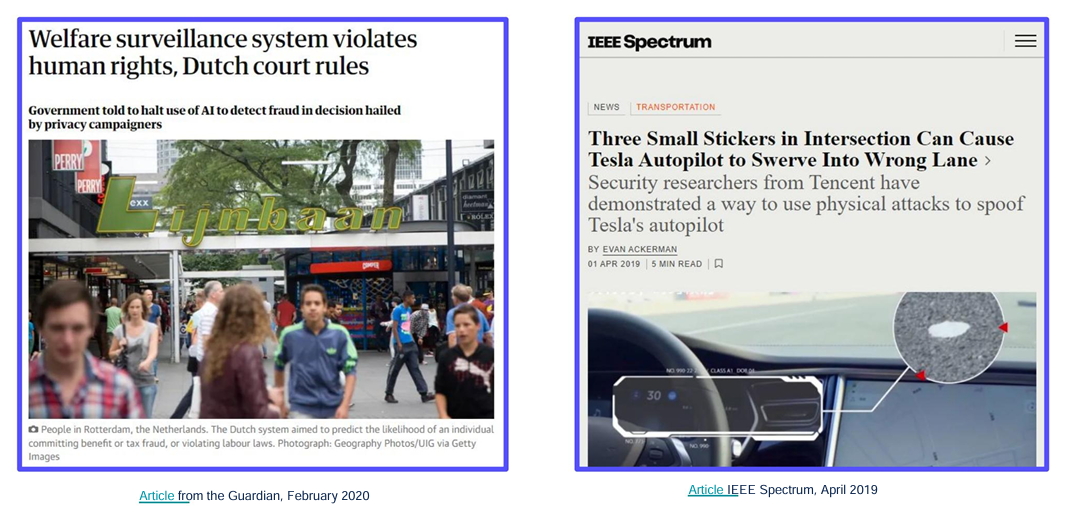 Welfare surveillance system violates
human rights, Dutch court rules
Government told to halt use of AI to detect fraud in decision hailed
by privacy campaigners
PERRY
PERRY
exx
Lijnbaan
diamant
ROLEX
People in Rotterdam, the Netherlands. The Dutch system aimed to predict the likelihood of an individual
committing benefit or tax fraud, or violating labour laws. Photograph: Geography Photos/UIG via Getty
Images
Article from the Guardian, February 2020
IEEE Spectrum
NEWS TRANSPORTATION
Three Small Stickers in Intersection Can Cause
Tesla Autopilot to Swerve Into Wrong Lane >
Security researchers from Tencent have
demonstrated a way to use physical attacks to spoof
Tesla's autopilot
BY EVAN ACKERMAN
01 APR 2019 5 MIN READ
30
Article IEEE Spectrum, April 2019